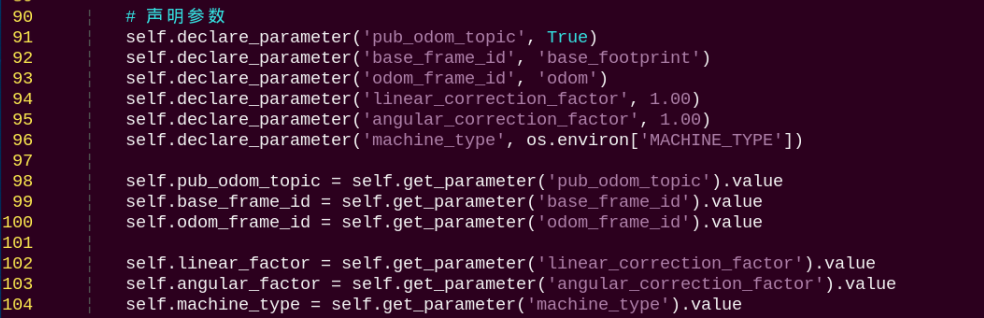 90 # 声明参数
91 self.declare_parameter('pub_odom_topic', True)
92 self.declare_parameter('base_frame_id', 'base_footprint')
93 self.declare_parameter('odom_frame_id', 'odom')
94 self.declare_parameter('linear_correction_factor', 1.00)
95 self.declare_parameter('angular_correction_factor', 1.00)
96 self.declare_parameter('machine_type', os.environ['MACHINE_TYPE'])
97
98 self.pub_odom_topic = self.get_parameter('pub_odom_topic').value
99 self.base_frame_id = self.get_parameter('base_frame_id').value
100 self.odom_frame_id = self.get_parameter('odom_frame_id').value
101
102 self.linear_factor = self.get_parameter('linear_correction_factor').value
103 self.angular_factor = self.get_parameter('angular_correction_factor').value
104 self.machine_type = self.get_parameter('machine_type').value